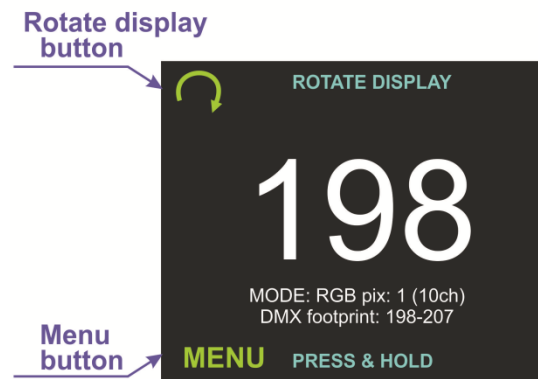 Rotate display
button
ROTATE DISPLAY
198
MODE: RGB pix: 1 (10ch)
DMX footprint: 198-207
Menu
button
MENU PRESS & HOLD